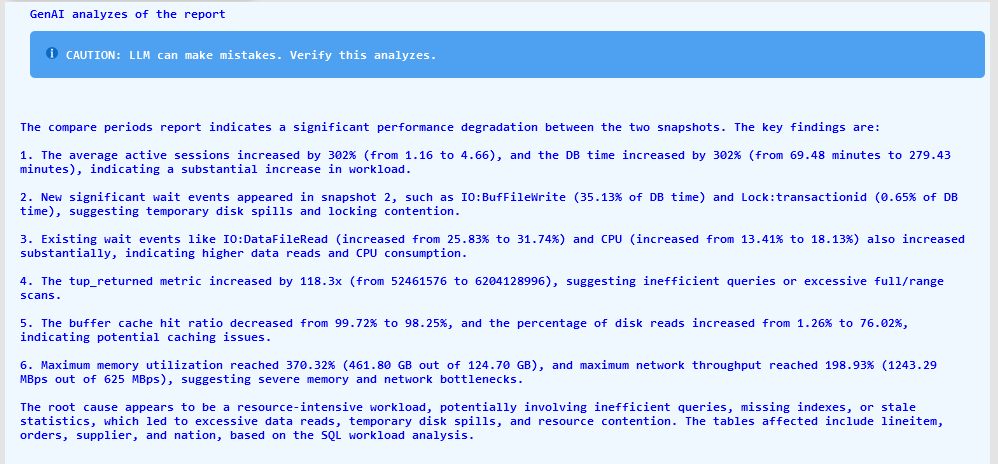 GenAI analyzes of the report
CAUTION: LLM can make mistakes. Verify this analyzes.
The compare periods report indicates a significant performance degradation between the two snapshots. The key findings are:
1. The average active sessions increased by 302% (from 1.16 to 4.66), and the DB time increased by 302% (from 69.48 minutes to 279.43
minutes), indicating a substantial increase in workload.
2. New significant wait events appeared in snapshot 2, such as IO:BufFileWrite (35.13% of DB time) and Lock:transactionid (0.65% of DB
time), suggesting temporary disk spills and locking contention.
3. Existing wait events like IO:DataFileRead (increased from 25.83% to 31.74%) and CPU (increased from 13.41% to 18.13%) also increased
substantially, indicating higher data reads and CPU consumption.
4. The tup_returned metric increased by 118.3x (from 52461576 to 6204128996), suggesting inefficient queries or excessive full/range
scans.
5. The buffer cache hit ratio decreased from 99.72% to 98.25%, and the percentage of disk reads increased from 1.26% to 76.02%,
indicating potential caching issues.
6. Maximum memory utilization reached 370.32% (461.80 GB out of 124.70 GB), and maximum network throughput reached 198.93% (1243.29
MBps out of 625 MBps), suggesting severe memory and network bottlenecks.
The root cause appears to be a resource-intensive workload, potentially involving inefficient queries, missing indexes, or stale
statistics, which led to excessive data reads, temporary disk spills, and resource contention. The tables affected include lineitem,
orders, supplier, and nation, based on the SQL workload analysis.